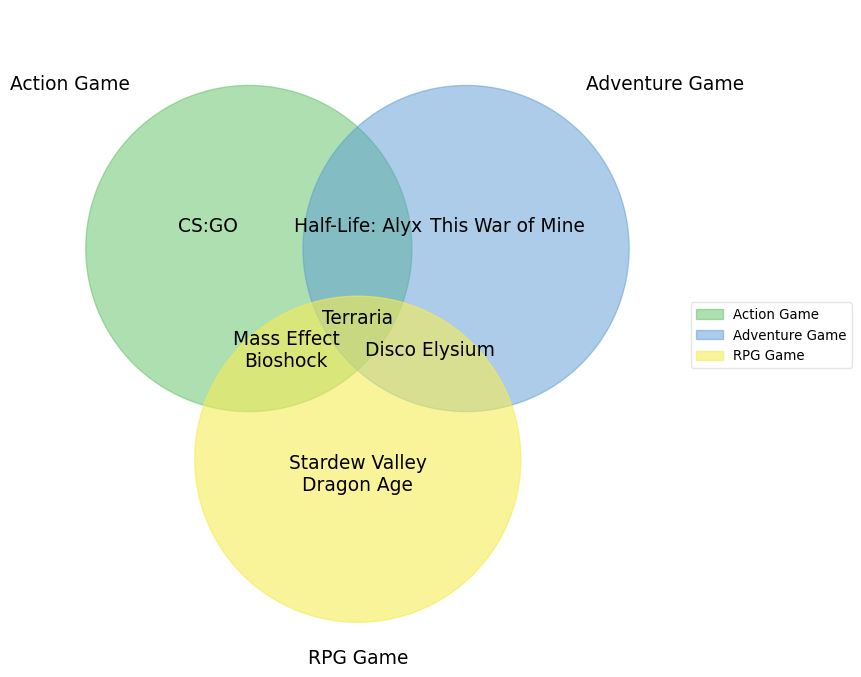 Action Game
Adventure Game
CS:GO
Half-Life: Alyx
This War of Mine
Terraria
Mass Effect
Bioshock
Disco Elysium
Stardew Valley
Dragon Age
RPG Game
Action Game
Adventure Game
RPG Game